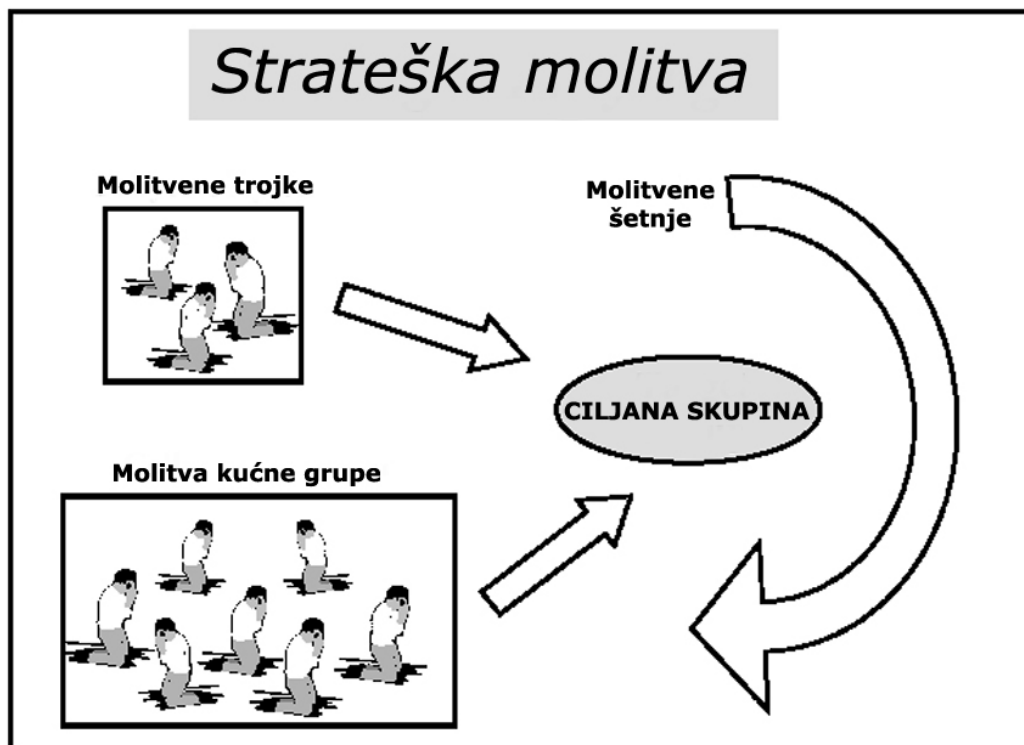 Strateška molitva
Molitvene trojke
Molitvene
šetnje
CILJANA SKUPINA
Molitva kućne grupe